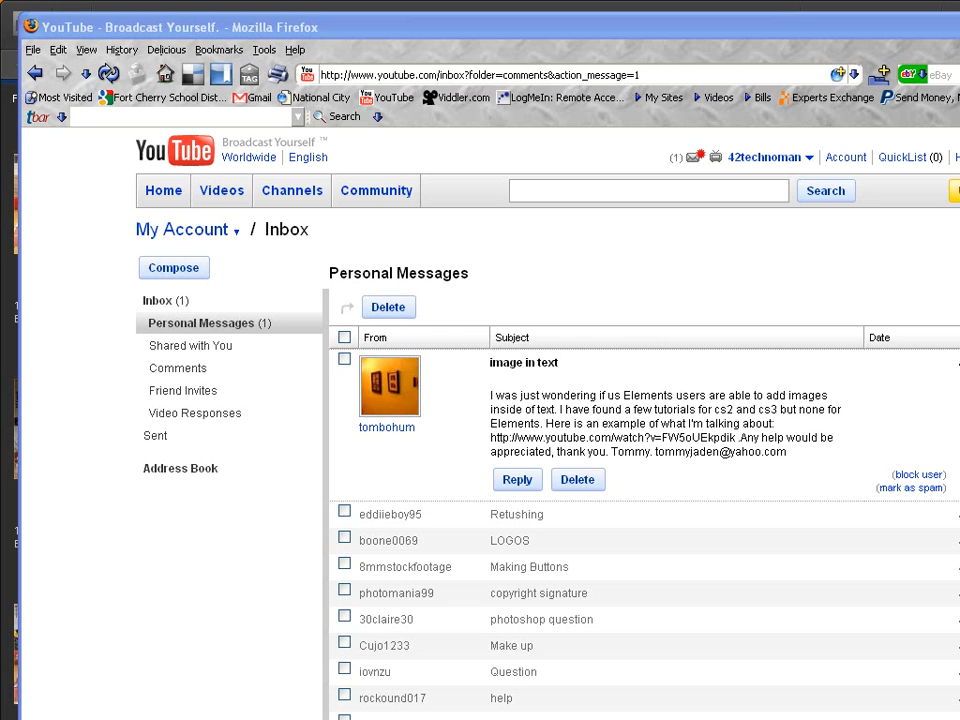 YouTube - Broadcast Yourself. - Mozilla Firefox
File Edit View History Delicious Bookmarks Tools Help
TAG
You Tube http://www.youtube.com/inbox?folder=comments&action_message=1 eBay eBay
Most Visited Fort Cherry School Dist... Gmail National City YouTube Viddler.com LogMeIn: Remote Acce... My Sites Videos Bills Experts Exchange Send Money,
tbar Search
YouTube Broadcast Yourself ™
Worldwide English (1) 42technoman Account QuickList (0) H
Home Videos Channels Community Search
My Account / Inbox
Compose
Personal Messages
Inbox (1) Delete
Personal Messages (1) From Subject Date
Shared with You
Comments
Friend Invites
Video Responses
Sent
Address Book
image in text
I was just wondering if us Elements users are able to add images
inside of text. I have found a few tutorials for cs2 and cs3 but none for
Elements. Here is an example of what I'm talking about:
http://www.youtube.com/watch?v=FW5oUEkpdik .Any help would be
appreciated, thank you. Tommy. tommyjaden@yahoo.com
tombohum
Reply Delete (block user)
(mark as spam)
eddiieboy95 Retushing
boone0069 LOGOS
8mmstockfootage Making Buttons
photomania99 copyright signature
30claire30 photoshop question
Cujo1233 Make up
iovnzu Question
rockound017 help